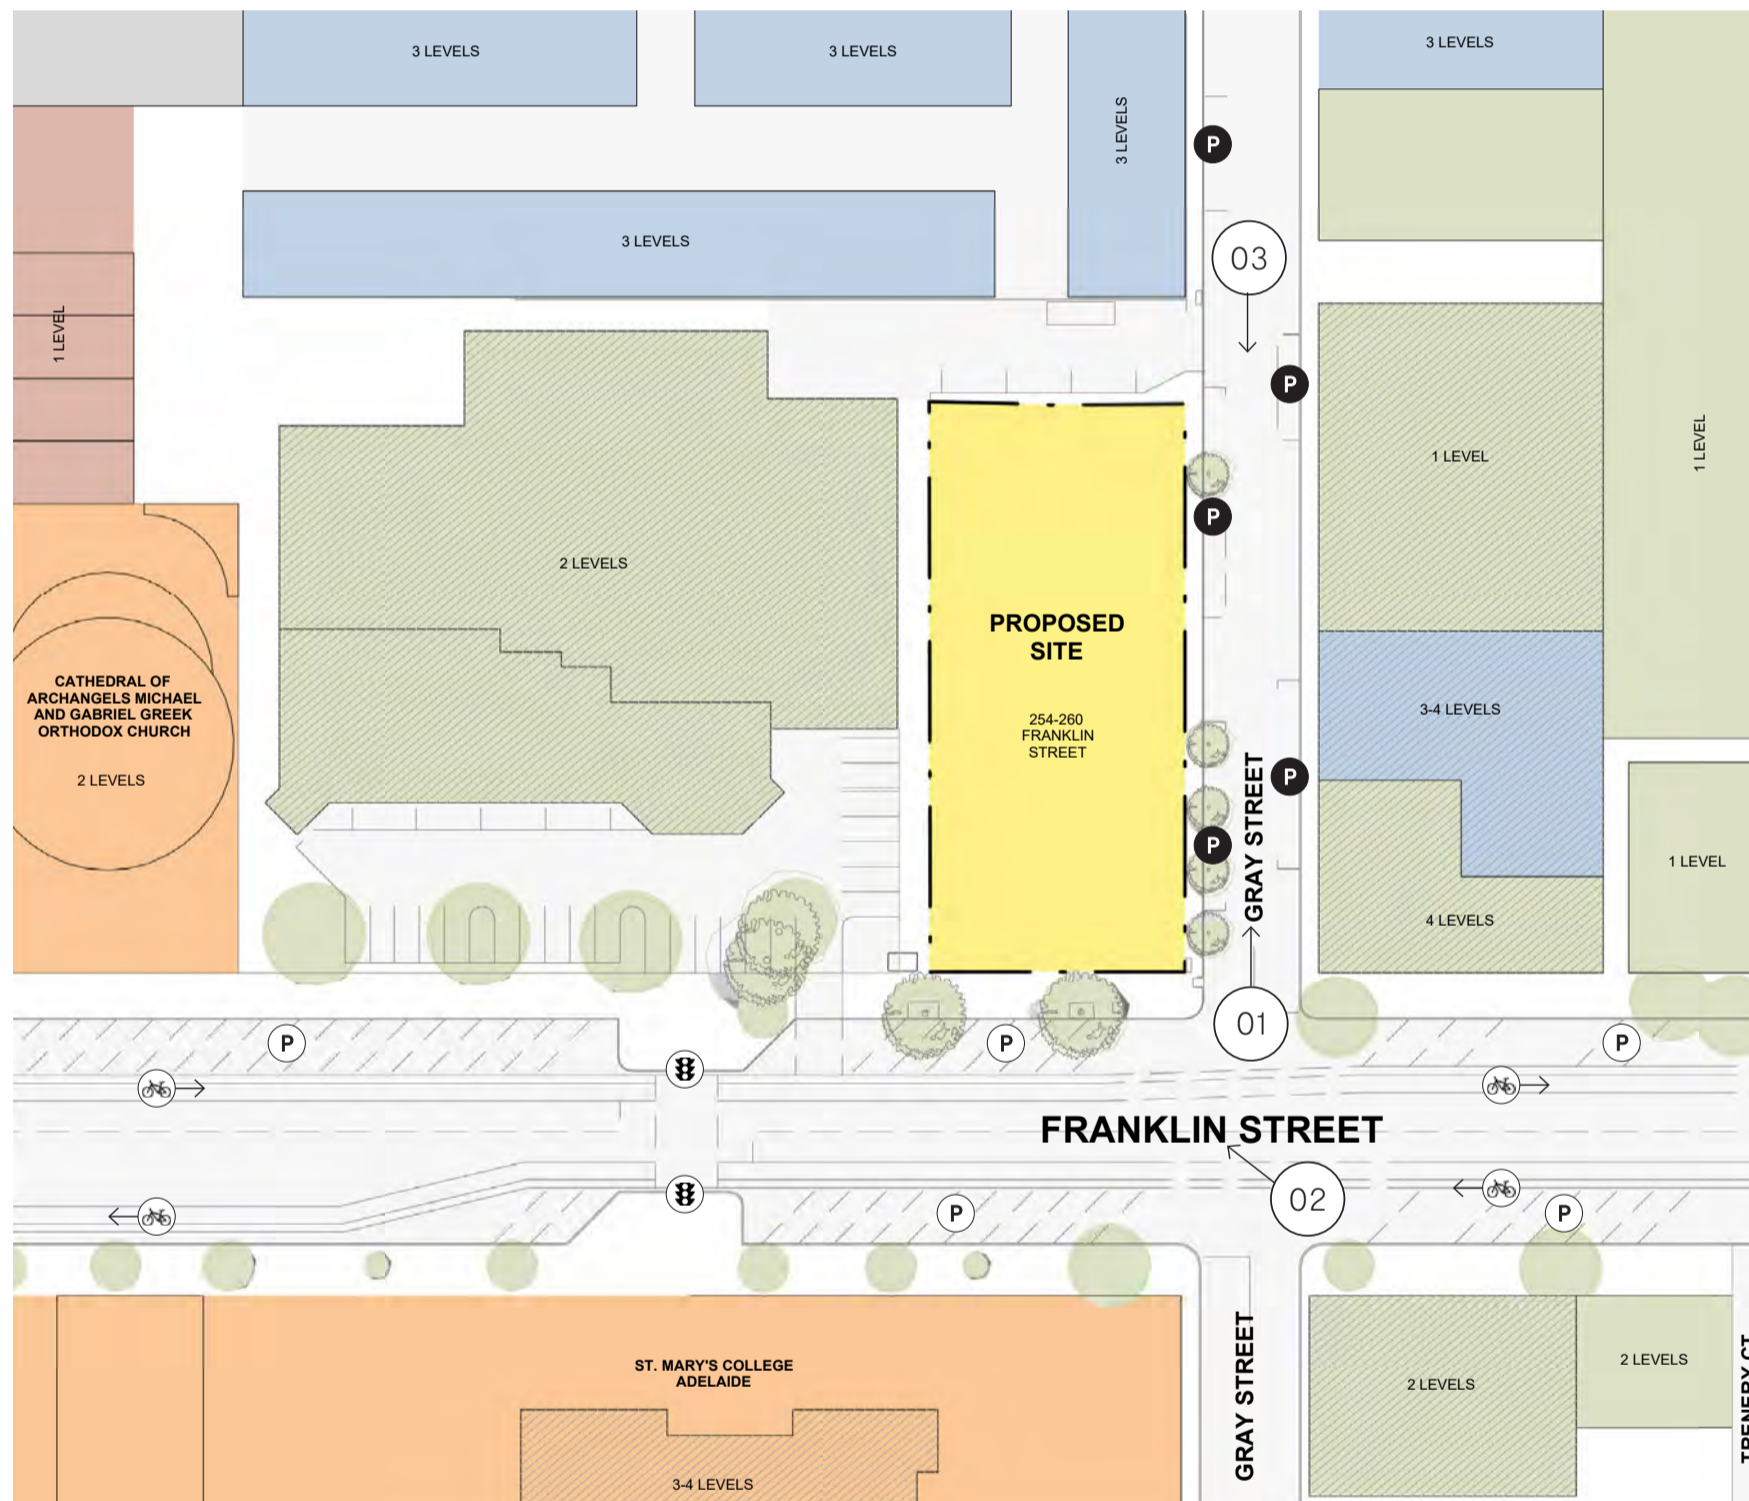 3 LEVELS
3 LEVELS
3 LEVELS
3 LEVELS
P
3 LEVELS
03
1 LEVEL
P
1 LEVEL
1 LEVEL
P
2 LEVELS
PROPOSED
SITE
254-260
FRANKLIN
STREET
CATHEDRAL OF
ARCHANGELS MICHAEL
AND GABRIEL GREEK
ORTHODOX CHURCH
2 LEVELS
3-4 LEVELS
P
GRAY STREET
P
1 LEVEL
4 LEVELS
01
P
P
P
FRANKLIN STREET
02
P
P
ST. MARY'S COLLEGE
ADELAIDE
3-4 LEVELS
GRAY STREET
2 LEVELS
2 LEVELS
TRENERY CT